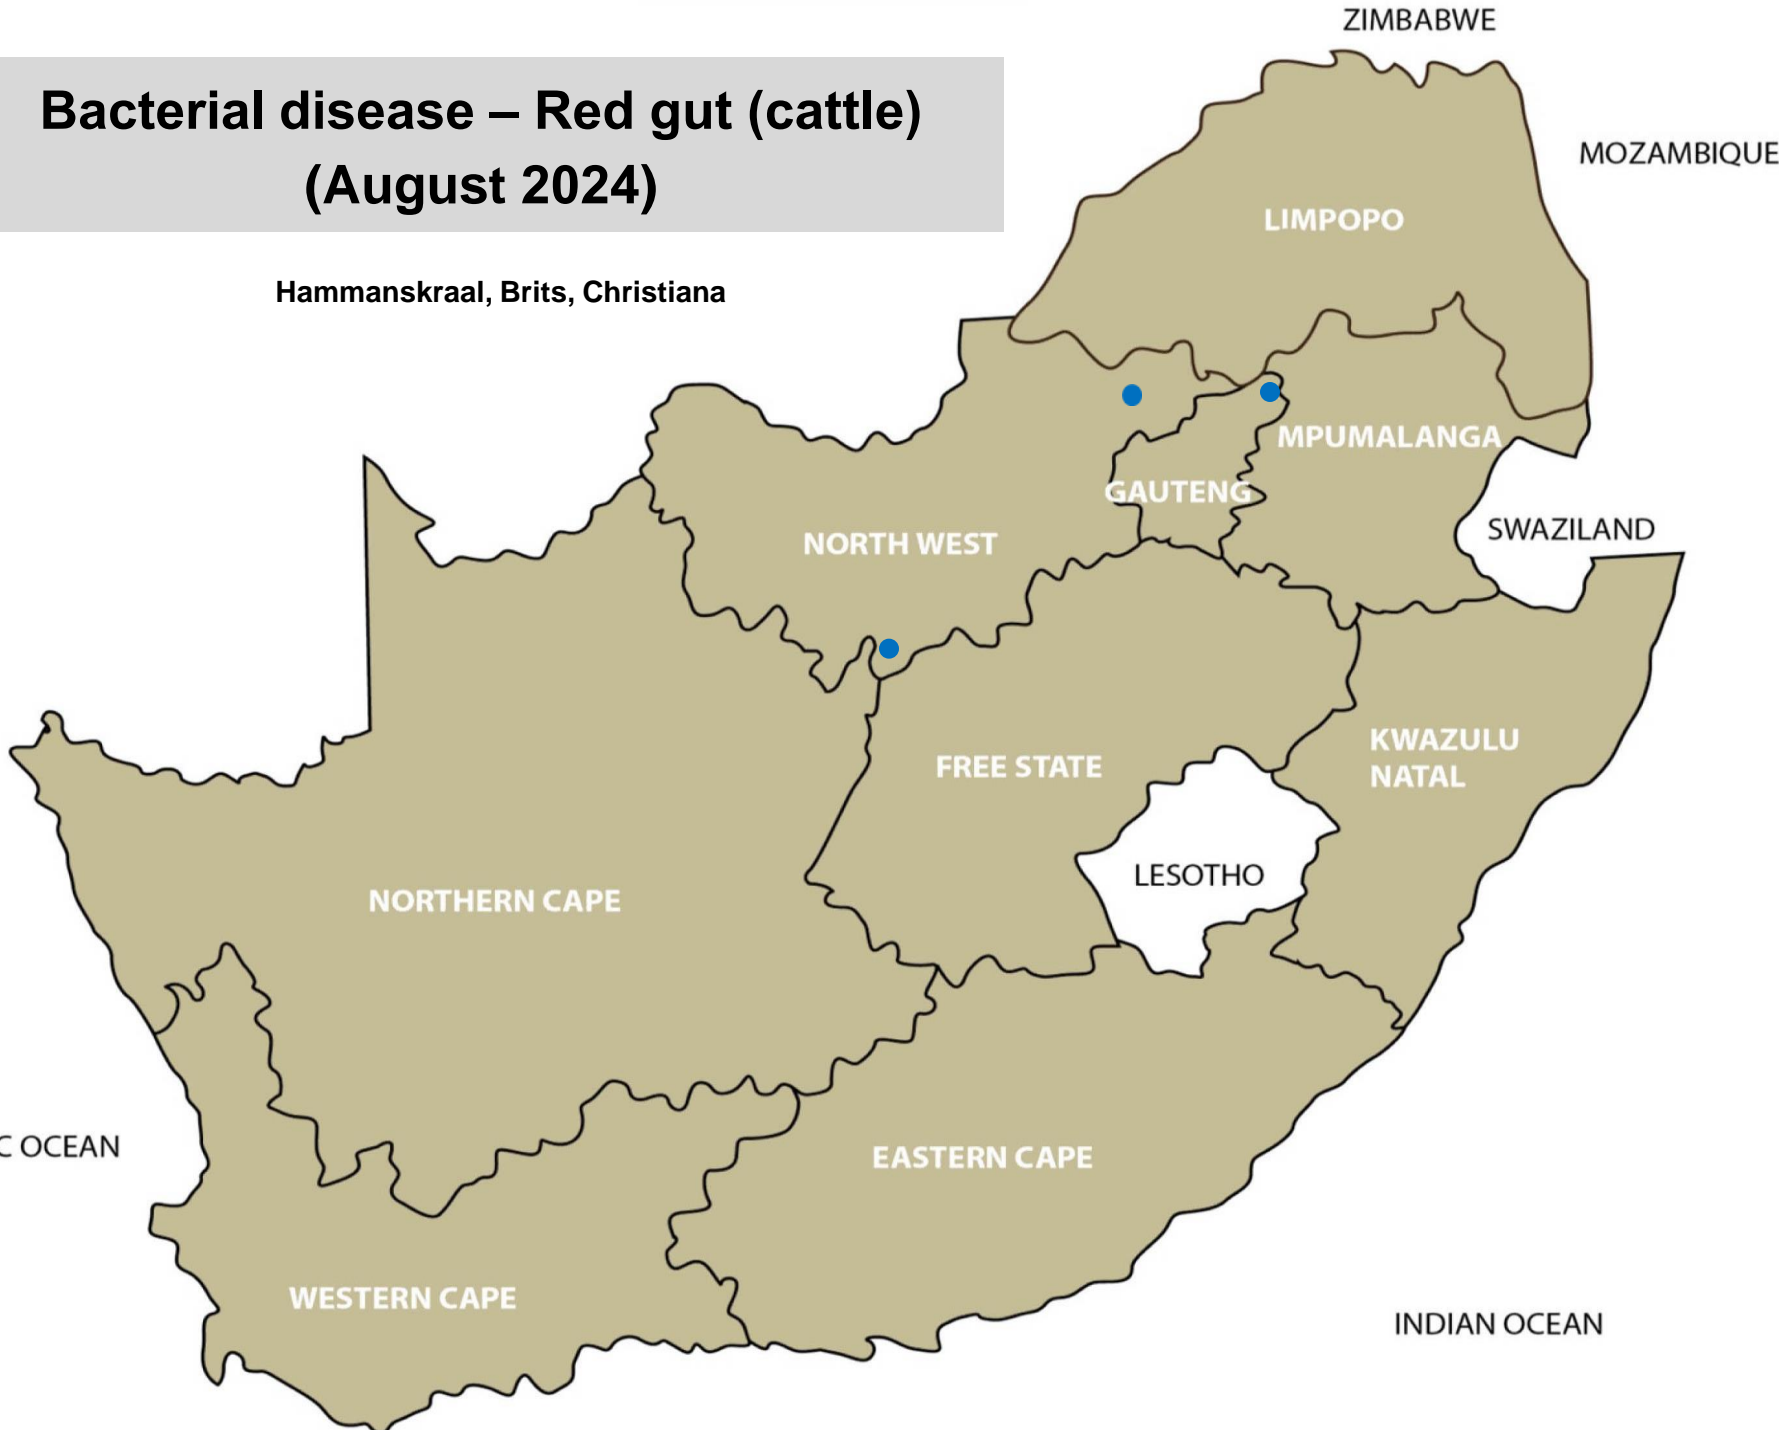 ZIMBABWE
Bacterial disease – Red gut (cattle)
(August 2024)
MOZAMBIQUE
LIMPOPO
Hammanskraal, Brits, Christiana
MPUMALANGA
GAUTENG
SWAZILAND
NORTH WEST
KWAZULU
NATAL
FREE STATE
LESOTHO
NORTHERN CAPE
C OCEAN
EASTERN CAPE
WESTERN CAPE
INDIAN OCEAN